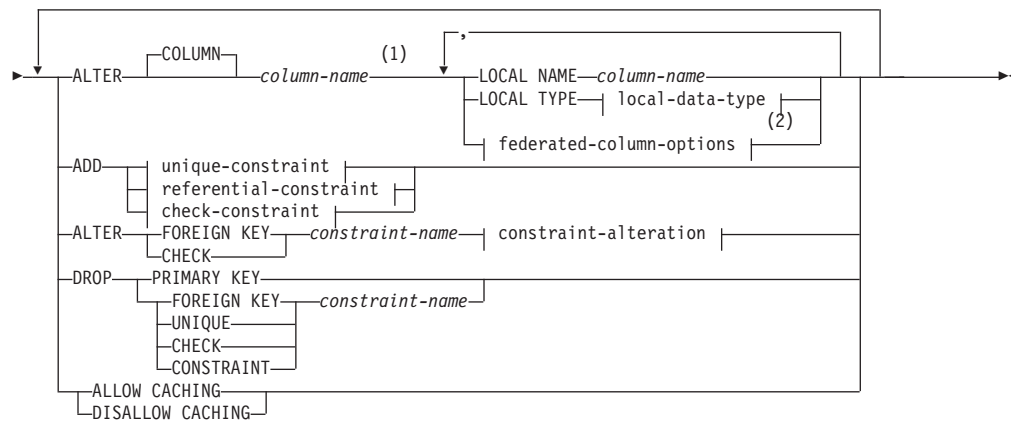 ,
COLUMN (1)
ALTER column-name LOCAL NAME column-name
LOCAL TYPE local-data-type
(2)
federated-column-options
ADD unique-constraint
referential-constraint
check-constraint
ALTER FOREIGN KEY constraint-name constraint-alteration
CHECK
DROP PRIMARY KEY
FOREIGN KEY constraint-name
UNIQUE
CHECK
CONSTRAINT
ALLOW CACHING
DISALLOW CACHING